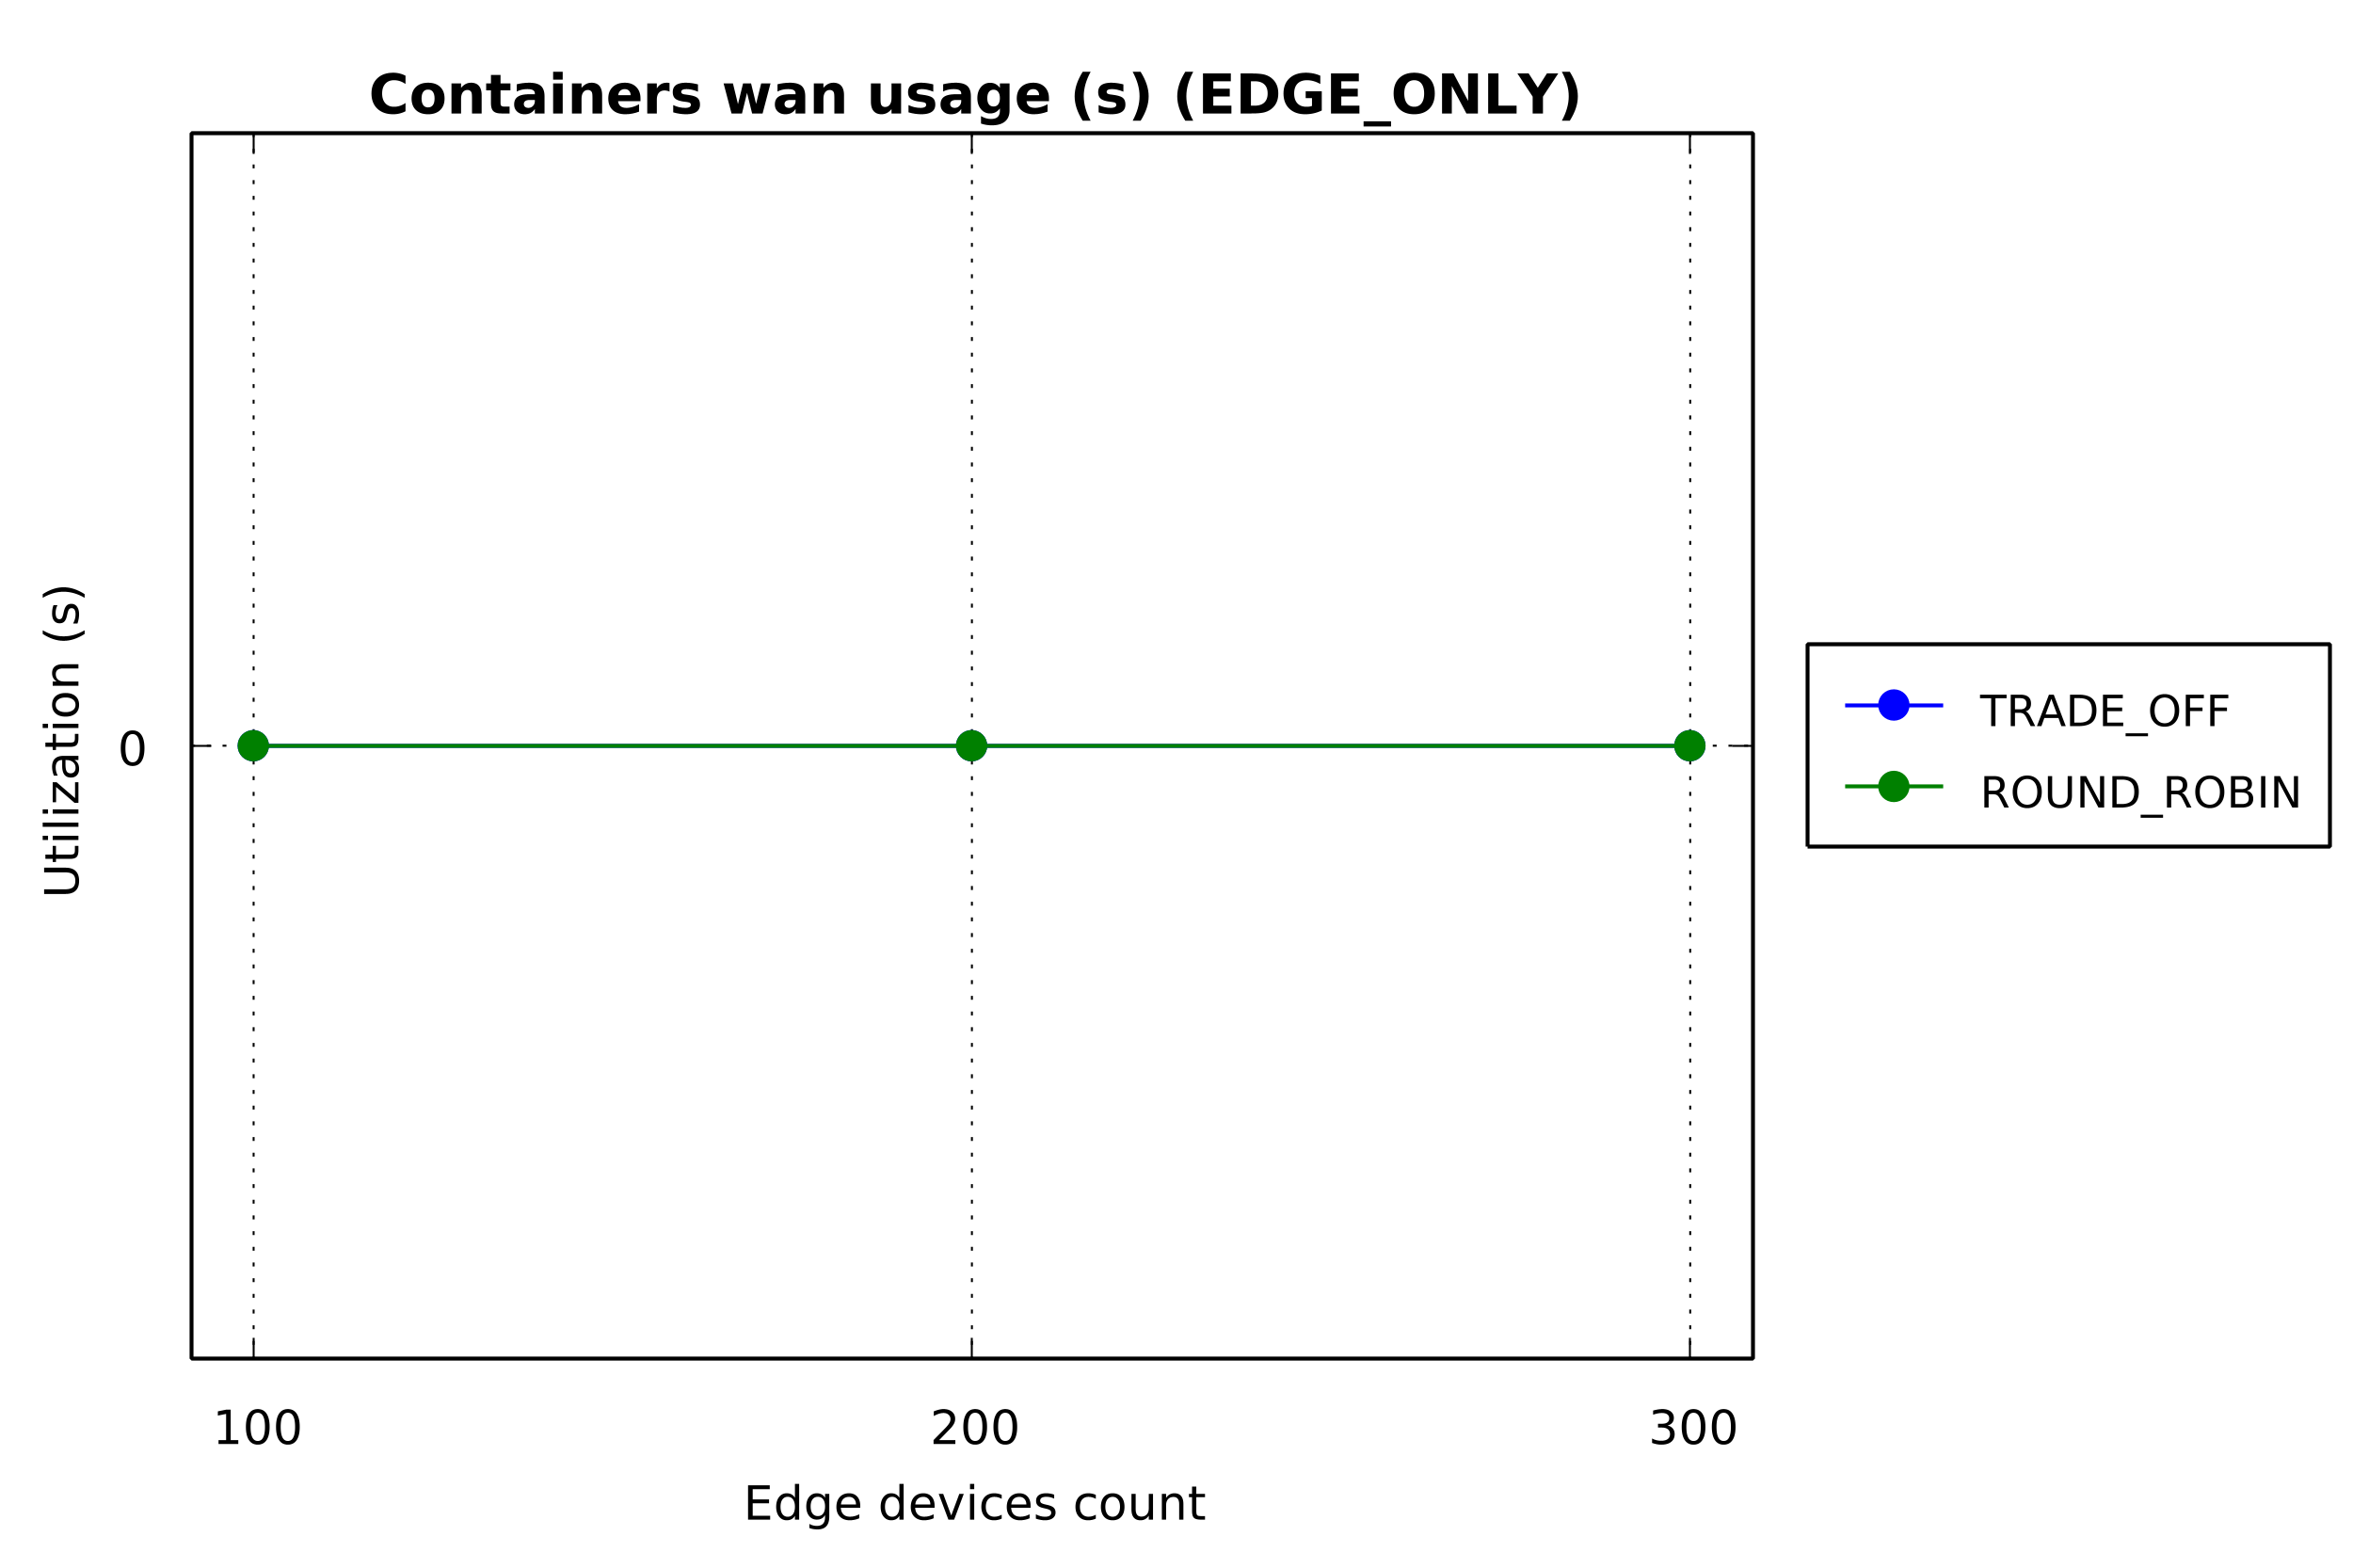 Containers wan usage (s) (EDGE_ONLY)
Utilization (s)
0
TRADE_OFF
ROUND_ROBIN
100 200 300
Edge devices count